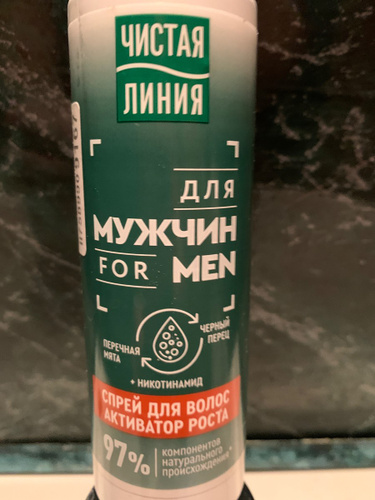 ЧИСТАЯ
ЛИНИЯ
ДЛЯ
МУЖЧИН
FOR MEN
ПЕРЕЧНАЯ
МЯТА
ЧЕРНЫЙ
ПЕРЕЦ
+ НИКОТИНАМИД
СПРЕЙ ДЛЯ ВОЛОС
АКТИВАТОР РОСТА
97%
компонентов
натурального
происхождения*